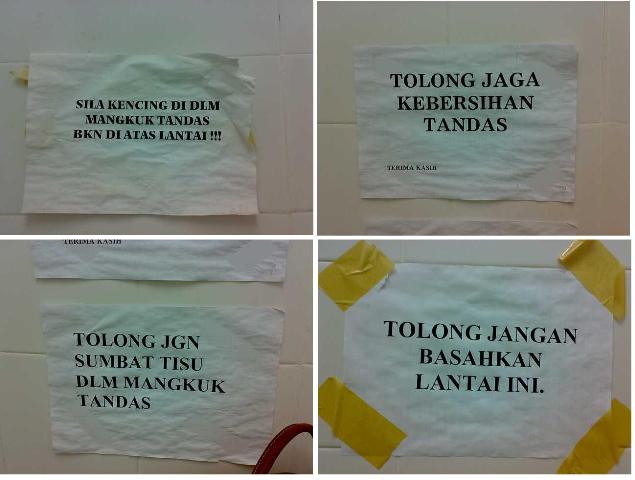 SILA KENCING DI DLM
MANGKUK TANDAS
BKN DI ATAS LANTAI !!!
TOLONG JAGA
KEBERSIHAN
TANDAS
TERIMA KASIH
TERIMA KASIH
TOLONG JGN
SUMBAT TISU
DLM MANGKUK
TANDAS
TOLONG JANGAN
BASAHKAN
LANTAI INI.